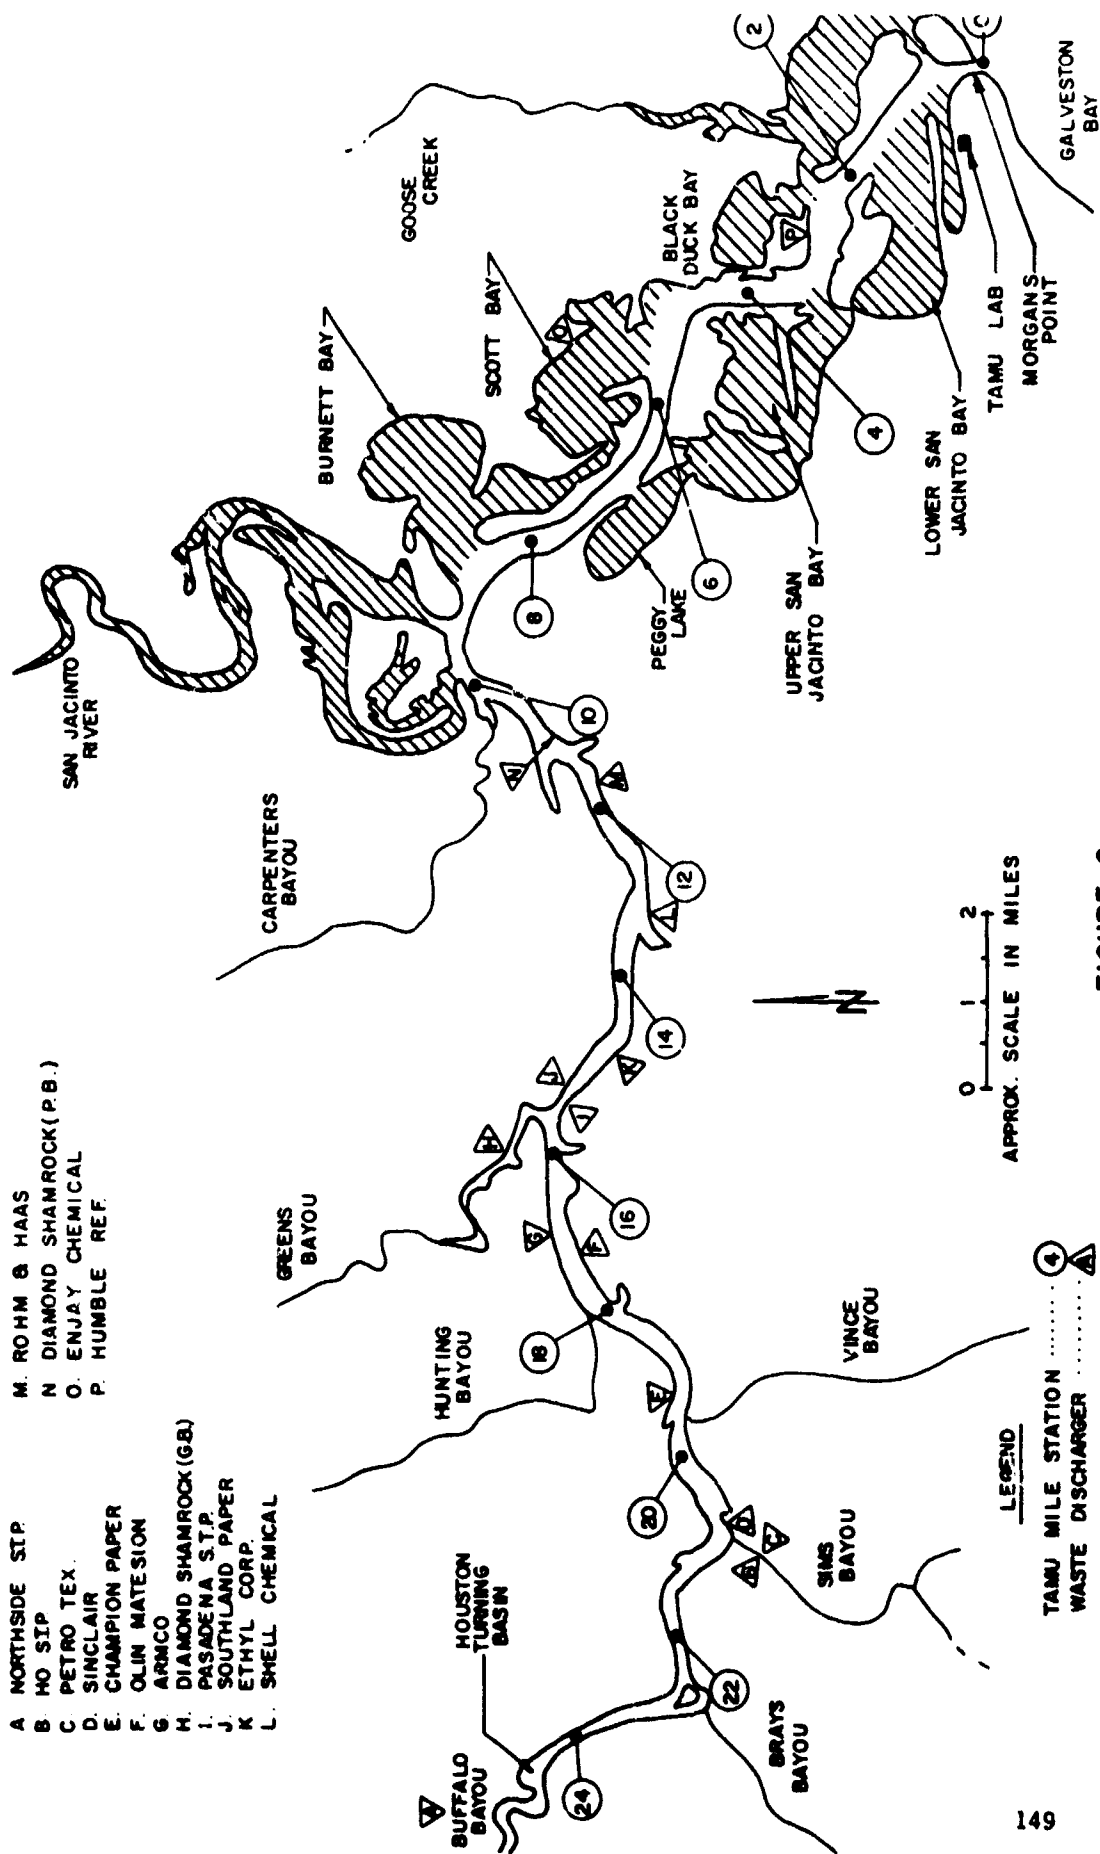 A NORTHSIDE S.T.P.
B. HO STP
C. PETRO TEX.
D. SINCLAIR
E. CHAMPION PAPER
F. OLIN MATESION
G. ARMCO
H. DIAMOND SHAMROCK (G.B.)
I. PASADENA S.T.P.
J. SOUTHLAND PAPER
K ETHYL CORP.
L. SHELL CHEMICAL
M. ROHM & HAAS
N DIAMOND SHAMROCK (P.B.)
O. ENJAY CHEMICAL
P. HUMBLE REF.
SAN JACINTO
RIVER
BURNETT BAY
SCOTT BAY
GOOSE
CREEK
BLACK
DUCK BAY
CARPENTERS
BAYOU
GREENS
BAYOU
HUNTING
BAYOU
HOUSTON
TURNING
BASIN
BUFFALO
BAYOU
BRAYS
BAYOU
SIMS
BAYOU
VINCE
BAYOU
PEGGY
LAKE
UPPER SAN
JACINTO BAY
LOWER SAN
JACINTO BAY
TAMU LAB
MORGANS
POINT
GALVESTON
BAY
A
B
C
D
E
F
G
H
I
J
K
L
M
N
O
P
24
22
20
18
16
14
12
10
8
6
4
2
0
N
0 1 2
APPROX. SCALE IN MILES
LEGEND
TAMU MILE STATION ........ 4
WASTE DISCHARGER ........ A
149